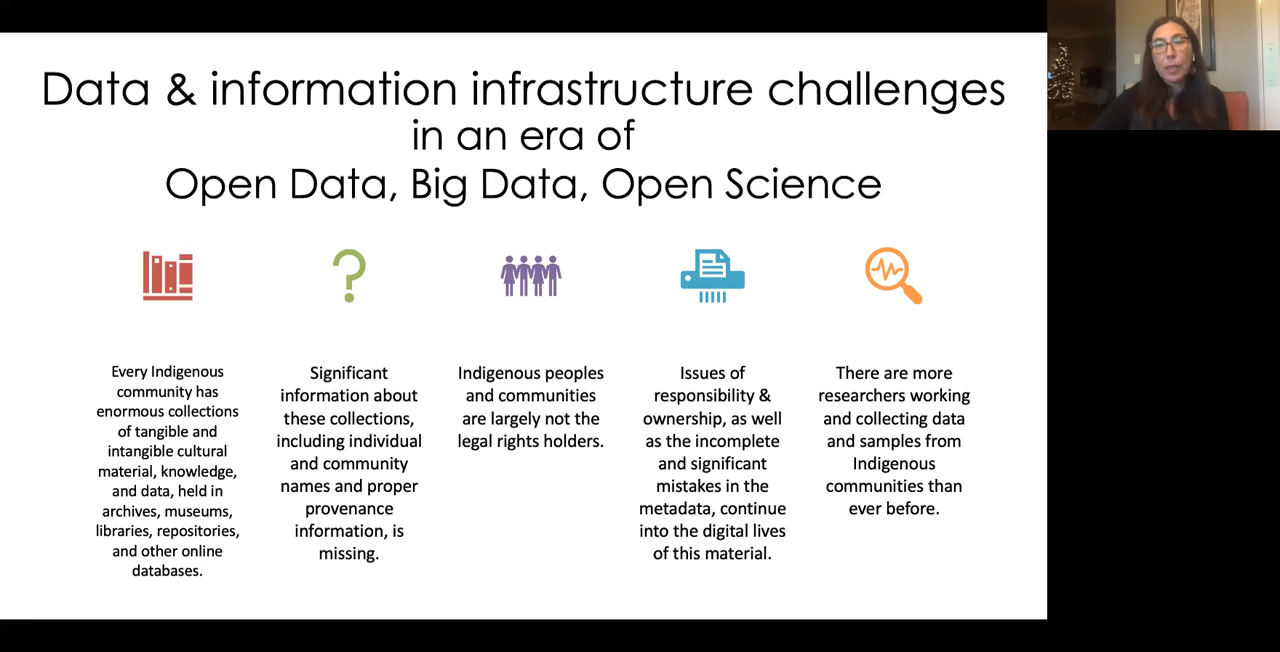 Data & information infrastructure challenges
in an era of
Open Data, Big Data, Open Science
Every Indigenous
community has
enormous collections
of tangible and
intangible cultural
material, knowledge,
and data, held in
archives, museums,
libraries, repositories,
and other online
databases.
Significant
information about
these collections,
including individual
and community
names and proper
provenance
information, is
missing.
Indigenous peoples
and communities
are largely not the
legal rights holders.
Issues of
responsibility &
ownership, as well
as the incomplete
and significant
mistakes in the
metadata, continue
into the digital lives
of this material.
There are more
researchers working
and collecting data
and samples from
Indigenous
communities than
ever before.